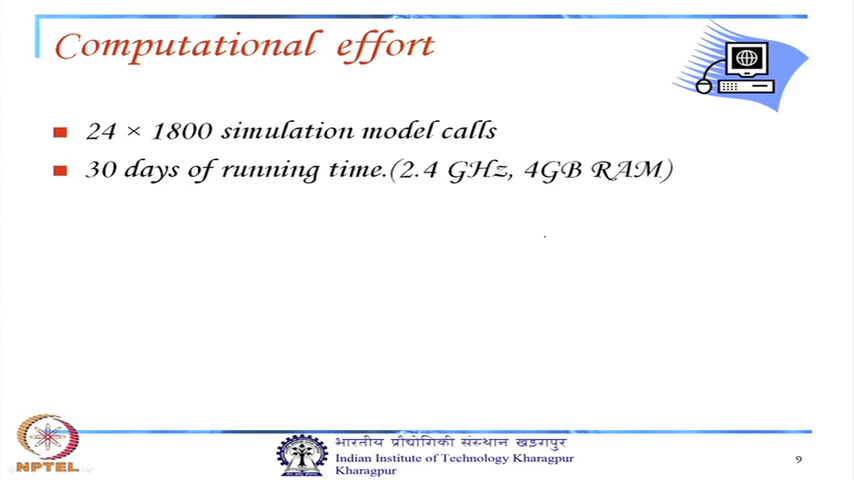 Computational effort
24 × 1800 simulation model calls
30 days of running time.(2.4 GHz, 4GB RAM)
NPTEL
भारतीय प्रौद्योगिकी संस्थान खड़गपुर
Indian Institute of Technology Kharagpur
Kharagpur
9